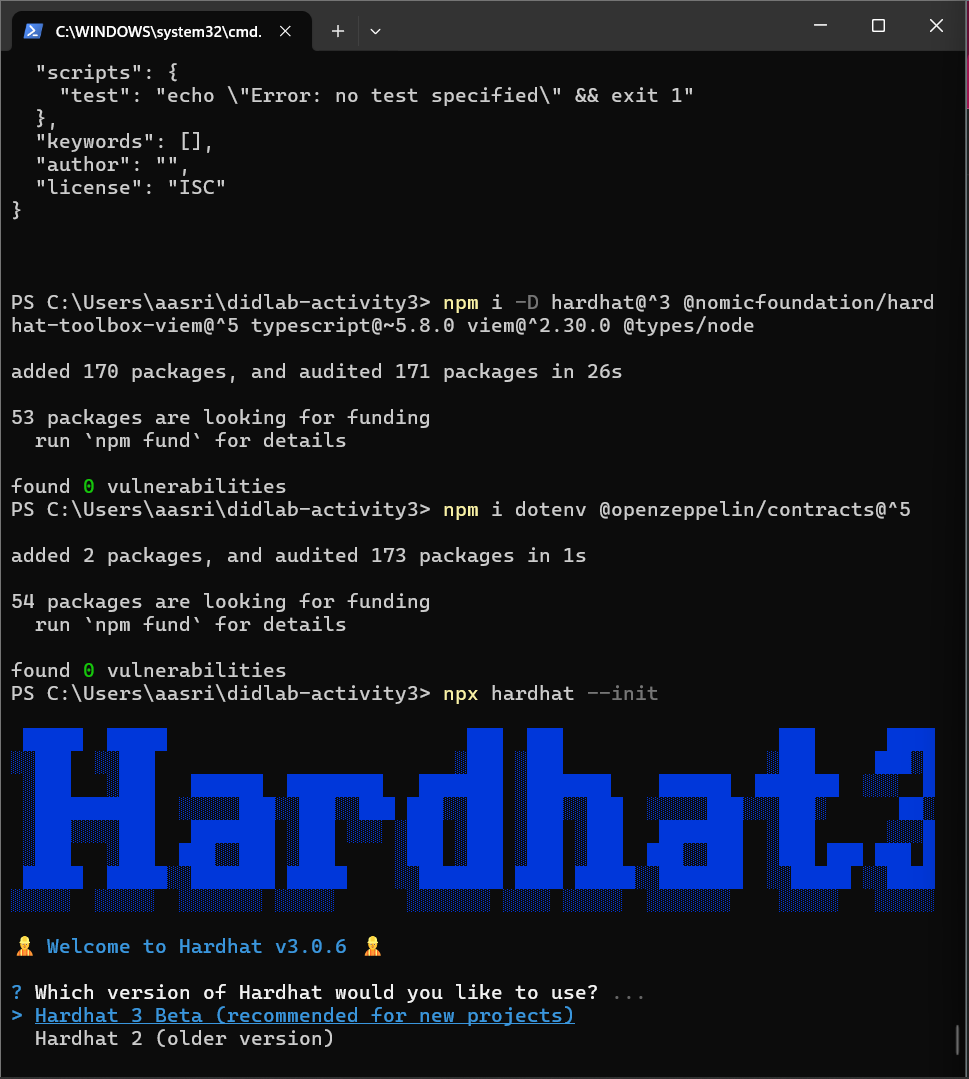 C:\WINDOWS\system32\cmd.
"scripts": {
"test": "echo \"Error: no test specified\" && exit 1"
},
"keywords": [],
"author": "",
"license": "ISC"
}
PS C:\Users\aasri\didlab-activity3> npm i -D hardhat@^3 @nomicfoundation/hard
hat-toolbox-viem@^5 typescript@~5.8.0 viem@^2.30.0 @types/node
added 170 packages, and audited 171 packages in 26s
53 packages are looking for funding
run `npm fund` for details
found 0 vulnerabilities
PS C:\Users\aasri\didlab-activity3> npm i dotenv @openzeppelin/contracts@^5
added 2 packages, and audited 173 packages in 1s
54 packages are looking for funding
run `npm fund` for details
found 0 vulnerabilities
PS C:\Users\aasri\didlab-activity3> npx hardhat --init
Hardhat 3
Welcome to Hardhat v3.0.6
? Which version of Hardhat would you like to use? ...
> Hardhat 3 Beta (recommended for new projects)
Hardhat 2 (older version)